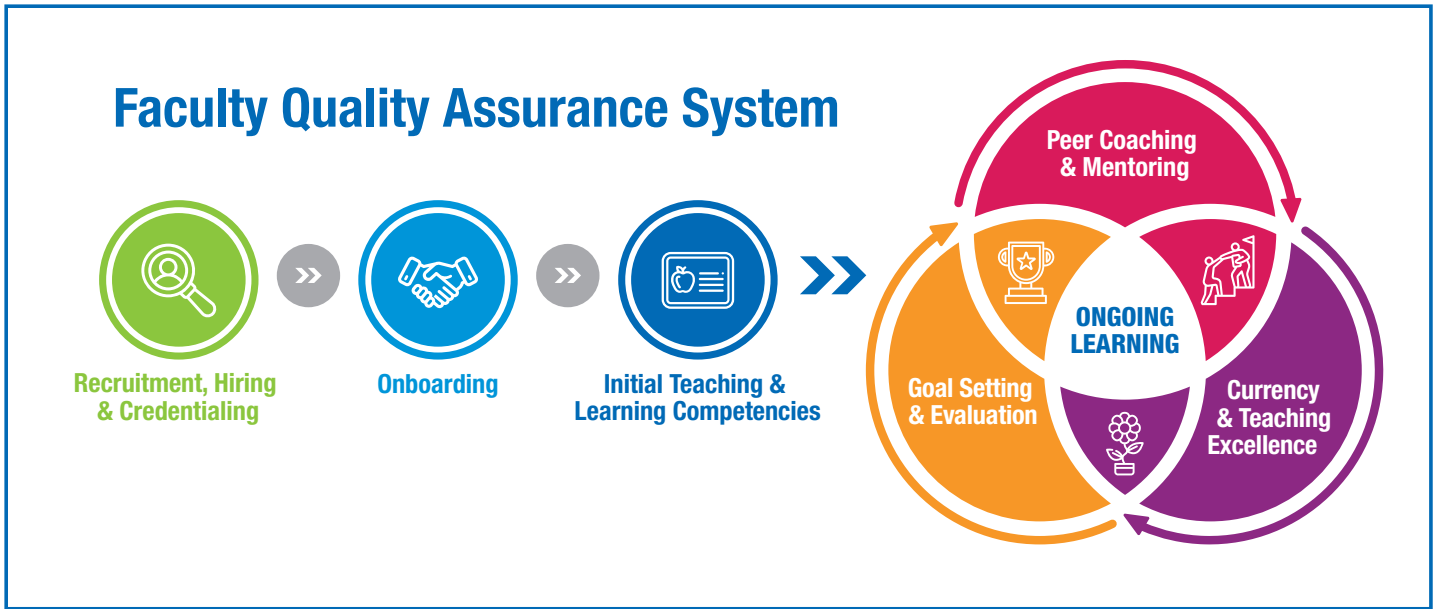 Faculty Quality Assurance System
Recruitment, Hiring
& Credentialing
Onboarding
Initial Teaching &
Learning Competencies
Peer Coaching
& Mentoring
ONGOING
LEARNING
Goal Setting
& Evaluation
Currency
& Teaching
Excellence